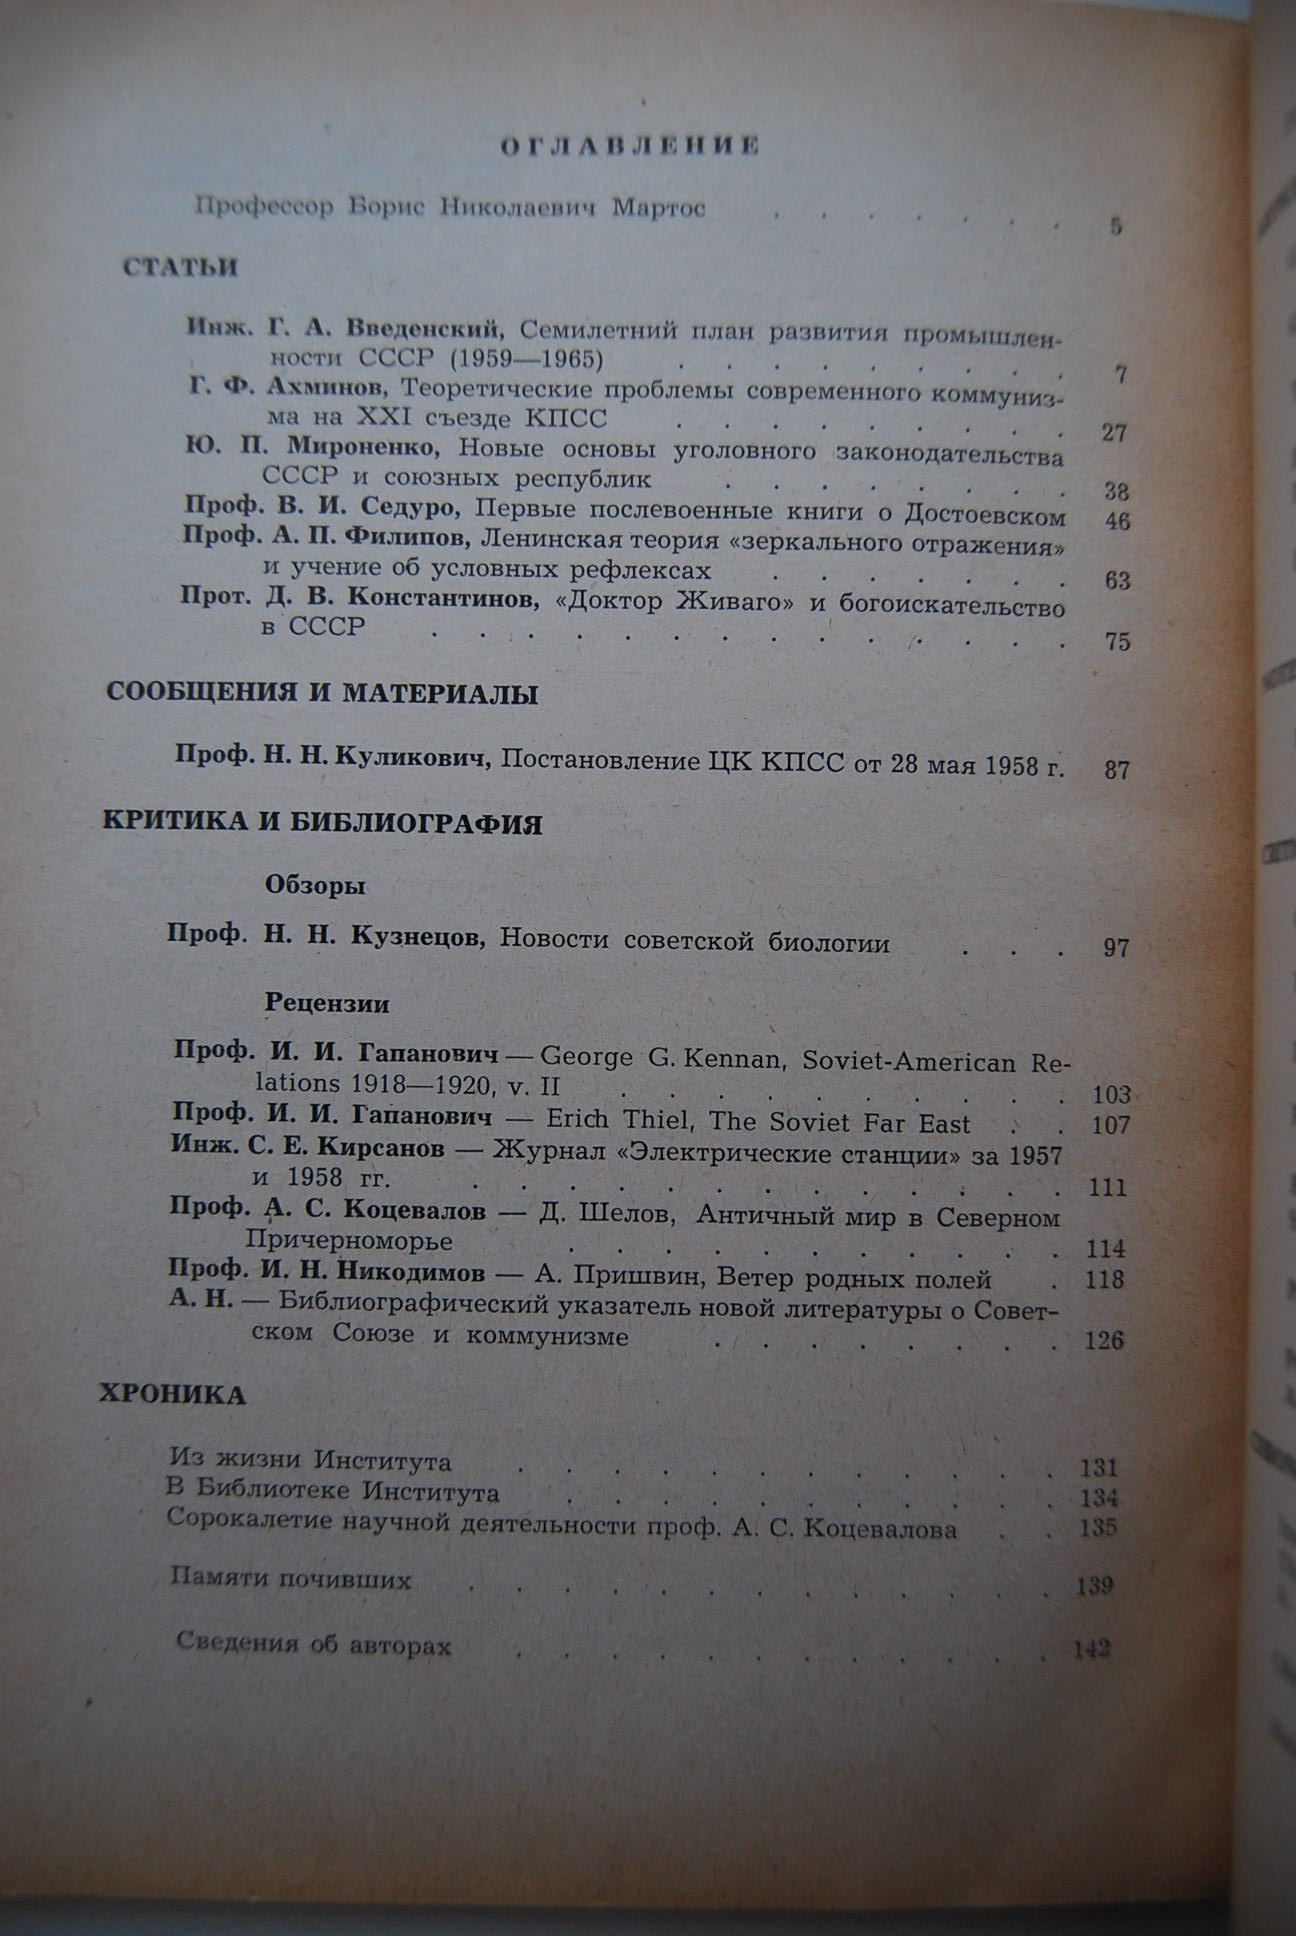 ОГЛАВЛЕНИЕ
Профессор Борис Николаевич Мартос . . . . . . . 5
СТАТЬИ
Инж. Г. А. Введенский, Семилетний план развития промышлен-
ности СССР (1959—1965) . . . . . . . . . 7
Г. Ф. Ахминов, Теоретические проблемы современного коммуниз-
ма на XXI съезде КПСС . . . . . . . . . 27
Ю. П. Мироненко, Новые основы уголовного законодательства
СССР и союзных республик . . . . . . . . 38
Проф. В. И. Седуро, Первые послевоенные книги о Достоевском 46
Проф. А. П. Филипов, Ленинская теория «зеркального отражения»
и учение об условных рефлексах . . . . . . . 63
Прот. Д. В. Константинов, «Доктор Живаго» и богоискательство
в СССР . . . . . . . . . . . . . . 75
СООБЩЕНИЯ И МАТЕРИАЛЫ
Проф. Н. Н. Куликович, Постановление ЦК КПСС от 28 мая 1958 г. 87
КРИТИКА И БИБЛИОГРАФИЯ
Обзоры
Проф. Н. Н. Кузнецов, Новости советской биологии . . . 97
Рецензии
Проф. И. И. Гапанович — George G. Kennan, Soviet-American Re-
lations 1918—1920, v. II . . . . . . . . . . 103
Проф. И. И. Гапанович — Erich Thiel, The Soviet Far East . . 107
Инж. С. Е. Кирсанов — Журнал «Электрические станции» за 1957
и 1958 гг. . . . . . . . . . . . . . 111
Проф. А. С. Коцевалов — Д. Шелов, Античный мир в Северном
Причерноморье . . . . . . . . . . . 114
Проф. И. Н. Никодимов — А. Пришвин, Ветер родных полей . 118
А. Н. — Библиографический указатель новой литературы о Совет-
ском Союзе и коммунизме . . . . . . . . 126
ХРОНИКА
Из жизни Института . . . . . . . . . . . . 131
В Библиотеке Института . . . . . . . . . . . 134
Сорокалетие научной деятельности проф. А. С. Коцевалова . . 135
Памяти почивших . . . . . . . . . . . . . 139
Сведения об авторах . . . . . . . . . . . . 142